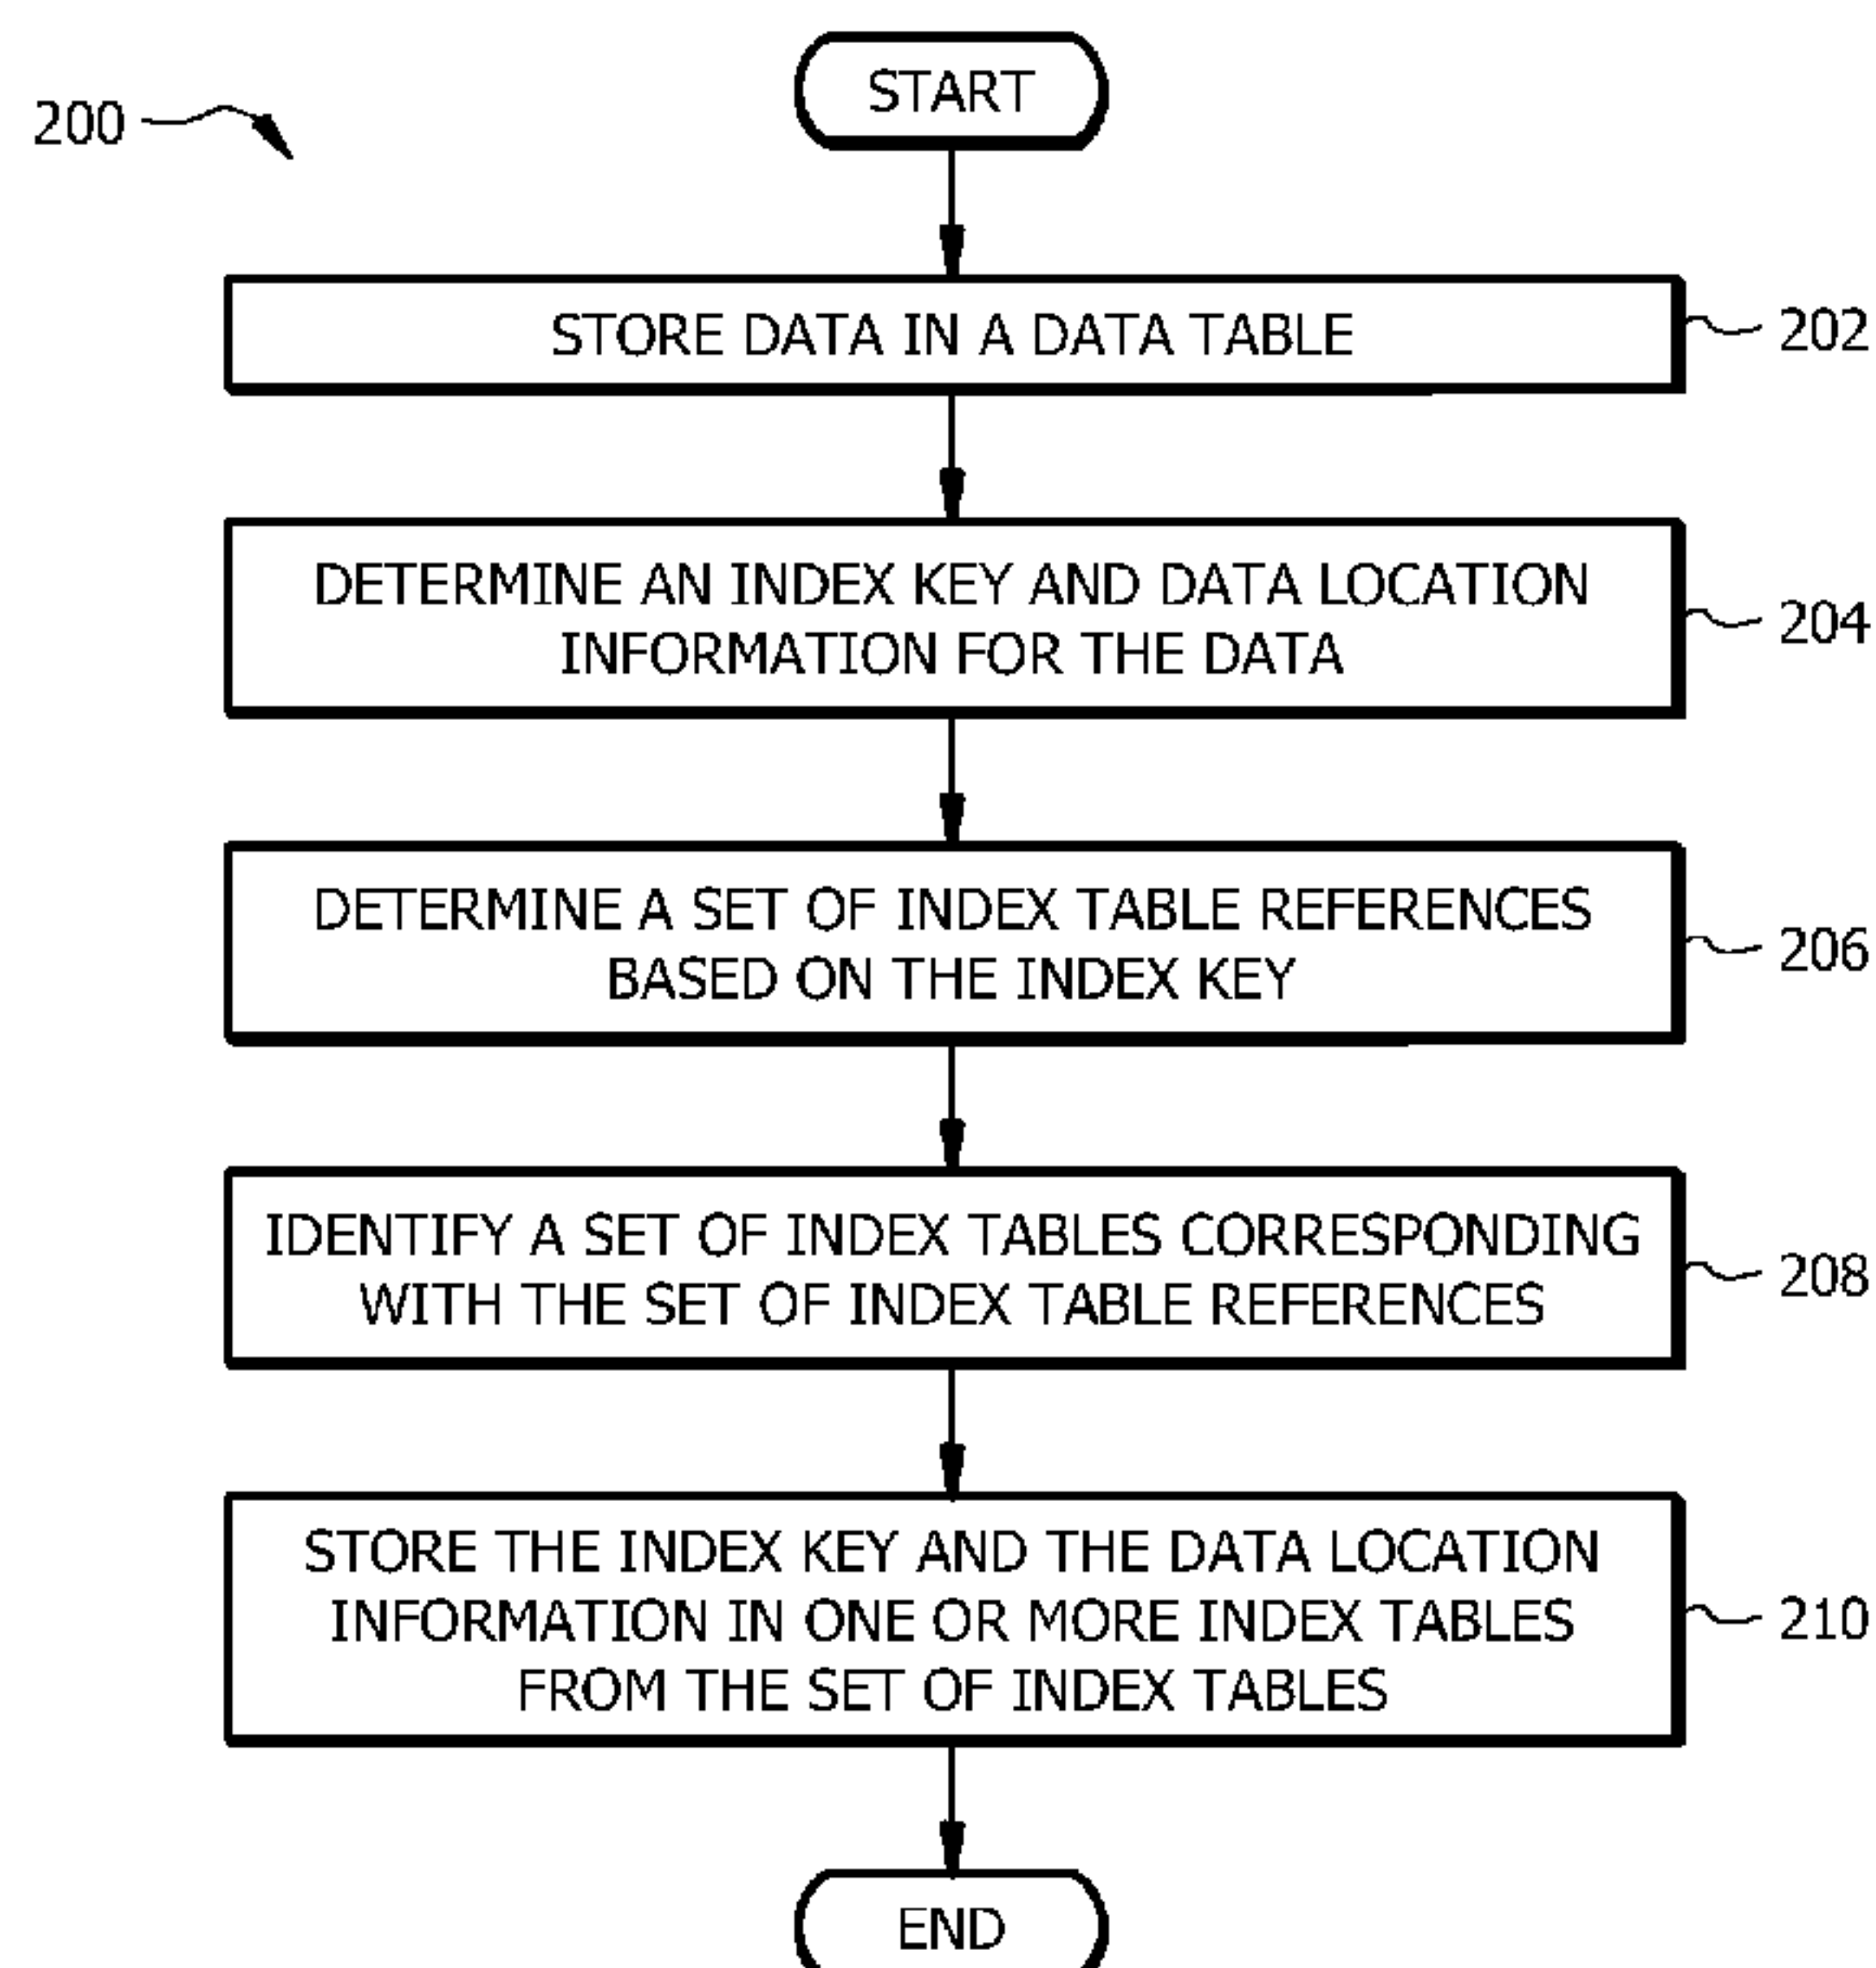 START
200
STORE DATA IN A DATA TABLE
202
DETERMINE AN INDEX KEY AND DATA LOCATION
INFORMATION FOR THE DATA
204
DETERMINE A SET OF INDEX TABLE REFERENCES
BASED ON THE INDEX KEY
206
IDENTIFY A SET OF INDEX TABLES CORRESPONDING
WITH THE SET OF INDEX TABLE REFERENCES
208
STORE THE INDEX KEY AND THE DATA LOCATION
INFORMATION IN ONE OR MORE INDEX TABLES
FROM THE SET OF INDEX TABLES
210
END